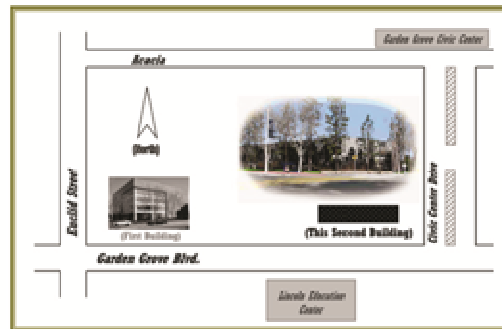 Garden Grove Civic Center
Acacia
(North)
Euclid Street
Civic Center Drive
(First Building)
(This Second Building)
Garden Grove Blvd.
Lincoln Education
Center